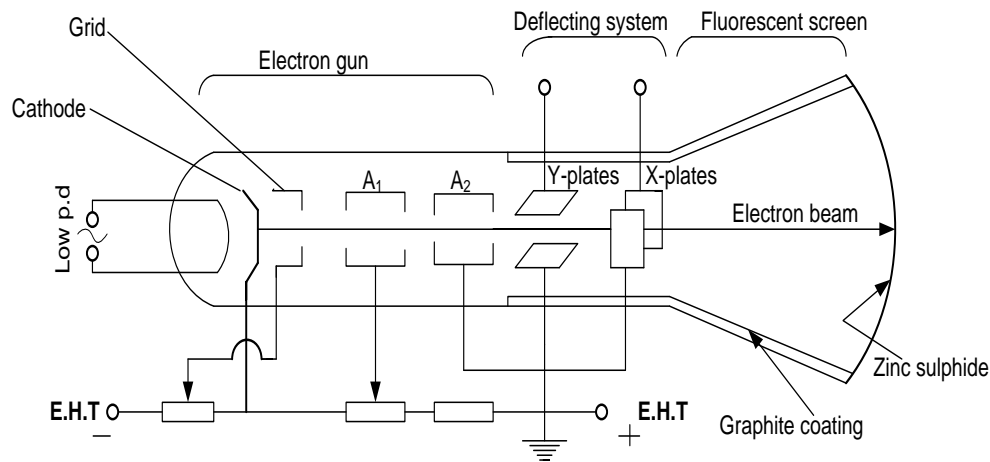 Deflecting system
Fluorescent screen
Grid
Electron gun
Cathode
A₁
A₂
Y-plates
X-plates
Low p.d
Electron beam
Zinc sulphide
E.H.T
−
+
E.H.T
Graphite coating